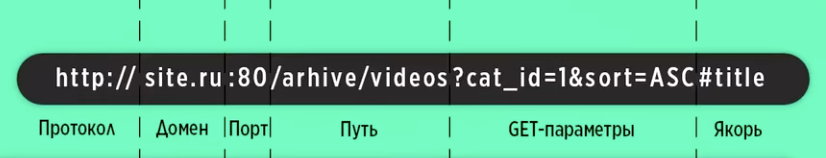 http:// site.ru:80/arhive/videos?cat_id=1&sort=ASC#title
Протокол Домен Порт Путь GET-параметры Якорь